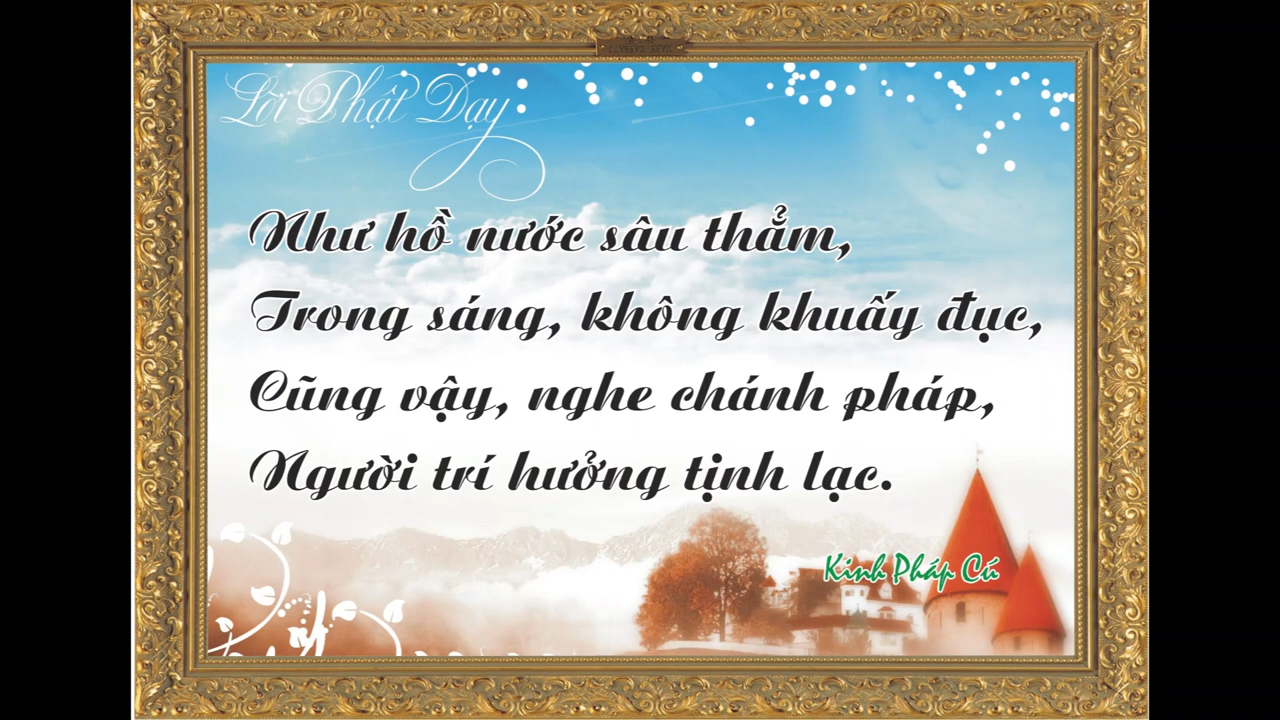 Lời Phật Dạy
Như hồ nước sâu thẳm,
Trong sáng, không khuấy đục,
Cũng vậy, nghe chánh pháp,
Người trí hưởng tịnh lạc.
Kinh Pháp Cú